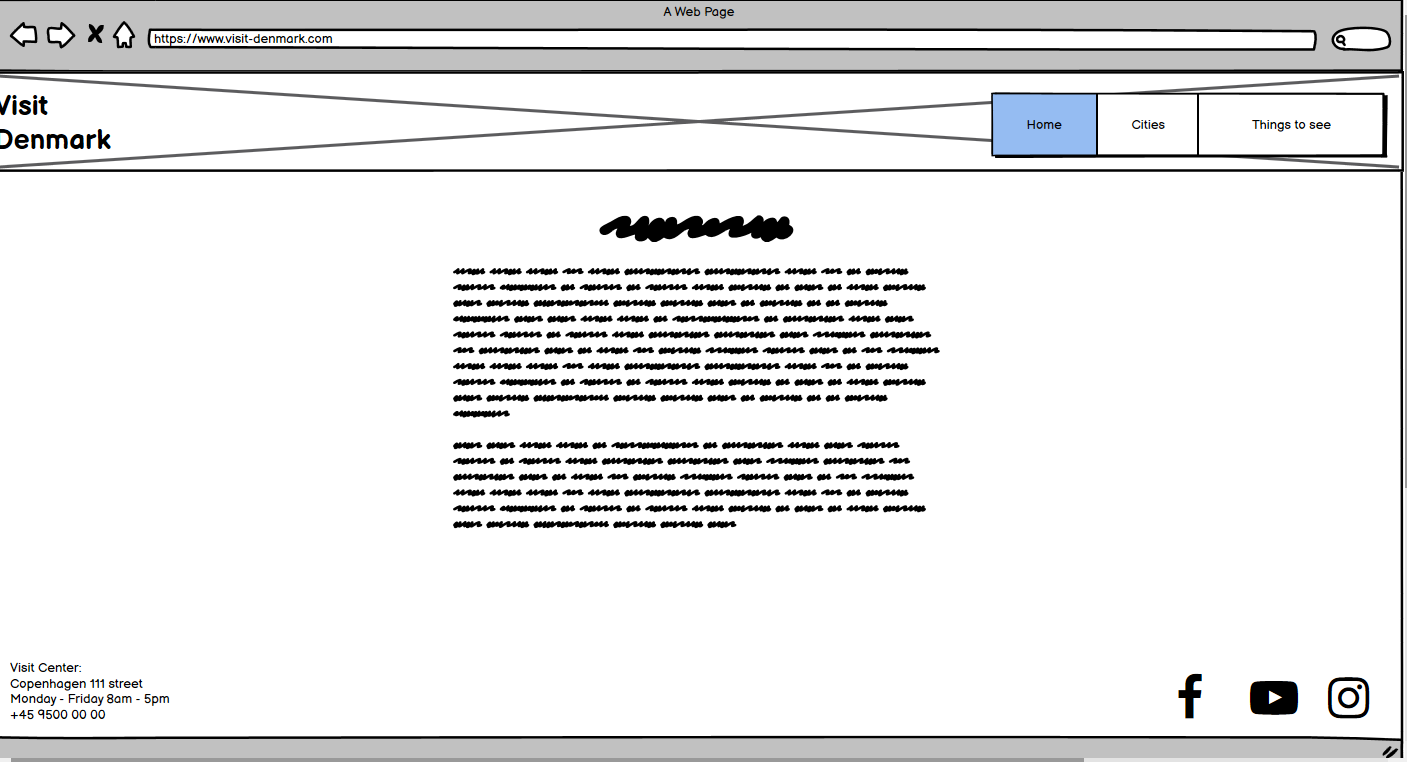 A Web Page
https://www.visit-denmark.com
Visit
Denmark
Home Cities Things to see
Visit Center:
Copenhagen 111 street
Monday - Friday 8am - 5pm
+45 9500 00 00